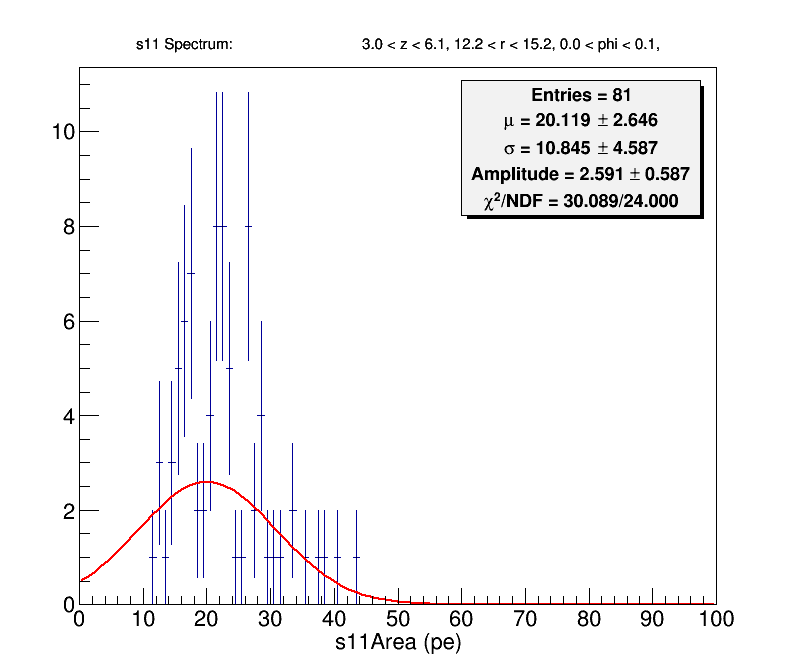 s11 Spectrum: 3.0 < z < 6.1, 12.2 < r < 15.2, 0.0 < phi < 0.1,
Entries = 81
μ = 20.119 ± 2.646
σ = 10.845 ± 4.587
Amplitude = 2.591 ± 0.587
χ²/NDF = 30.089/24.000
10
8
6
4
2
0
0 10 20 30 40 50 60 70 80 90 100
s11Area (pe)